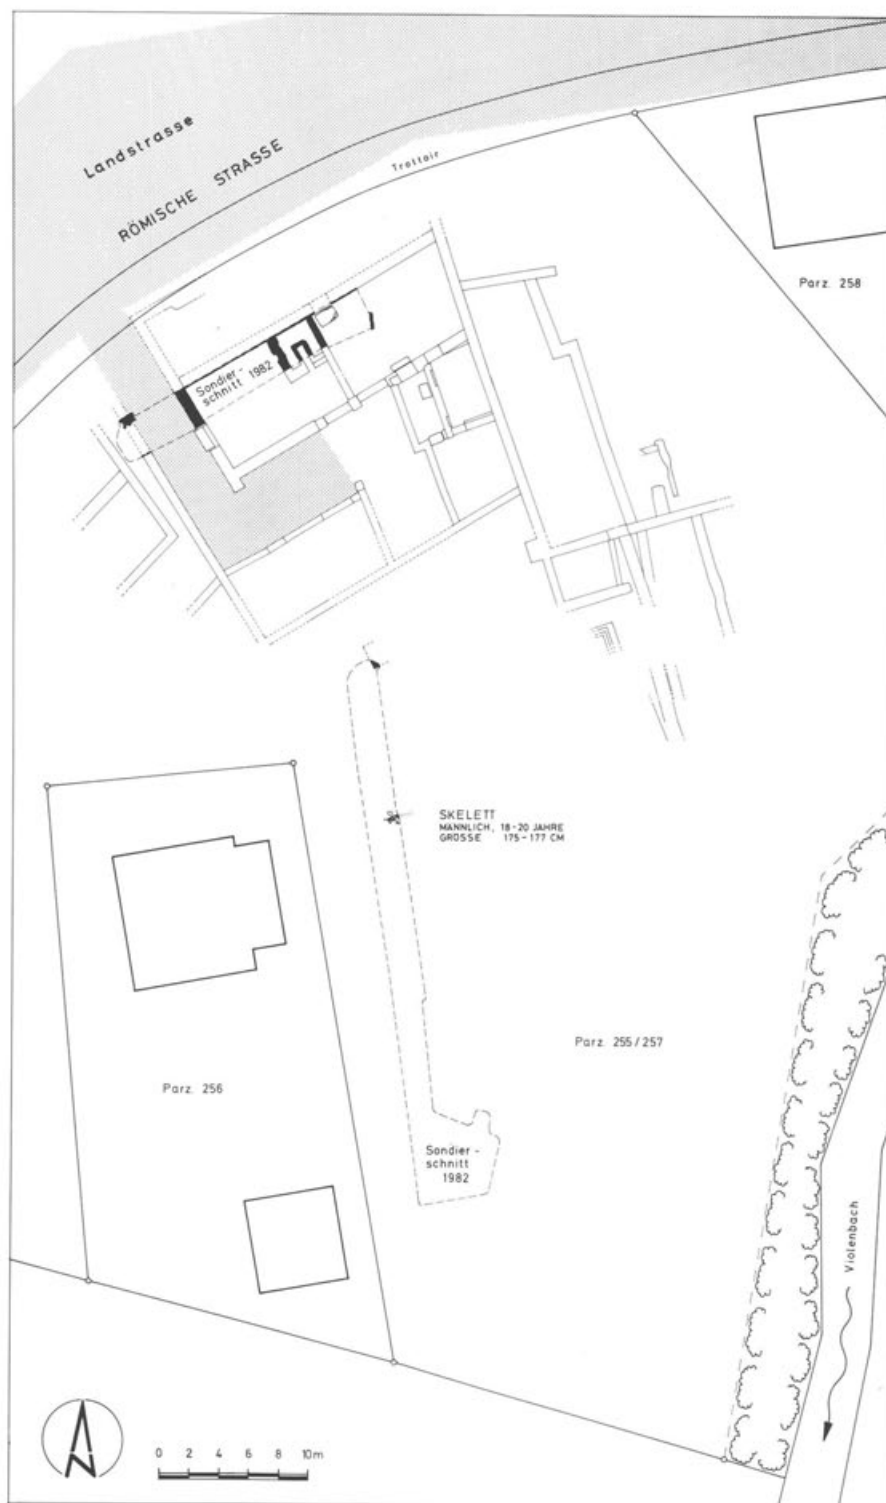 Landstrasse
RÖMISCHE STRASSE
Trottoir
Parz. 258
Sondier-
schnitt 1982
SKELETT
MÄNNLICH, 18-20 JAHRE
GRÖSSE 175-177 CM
Parz. 255/257
Parz. 256
Sondier-
schnitt
1982
Violenbach
N
0 2 4 6 8 10m